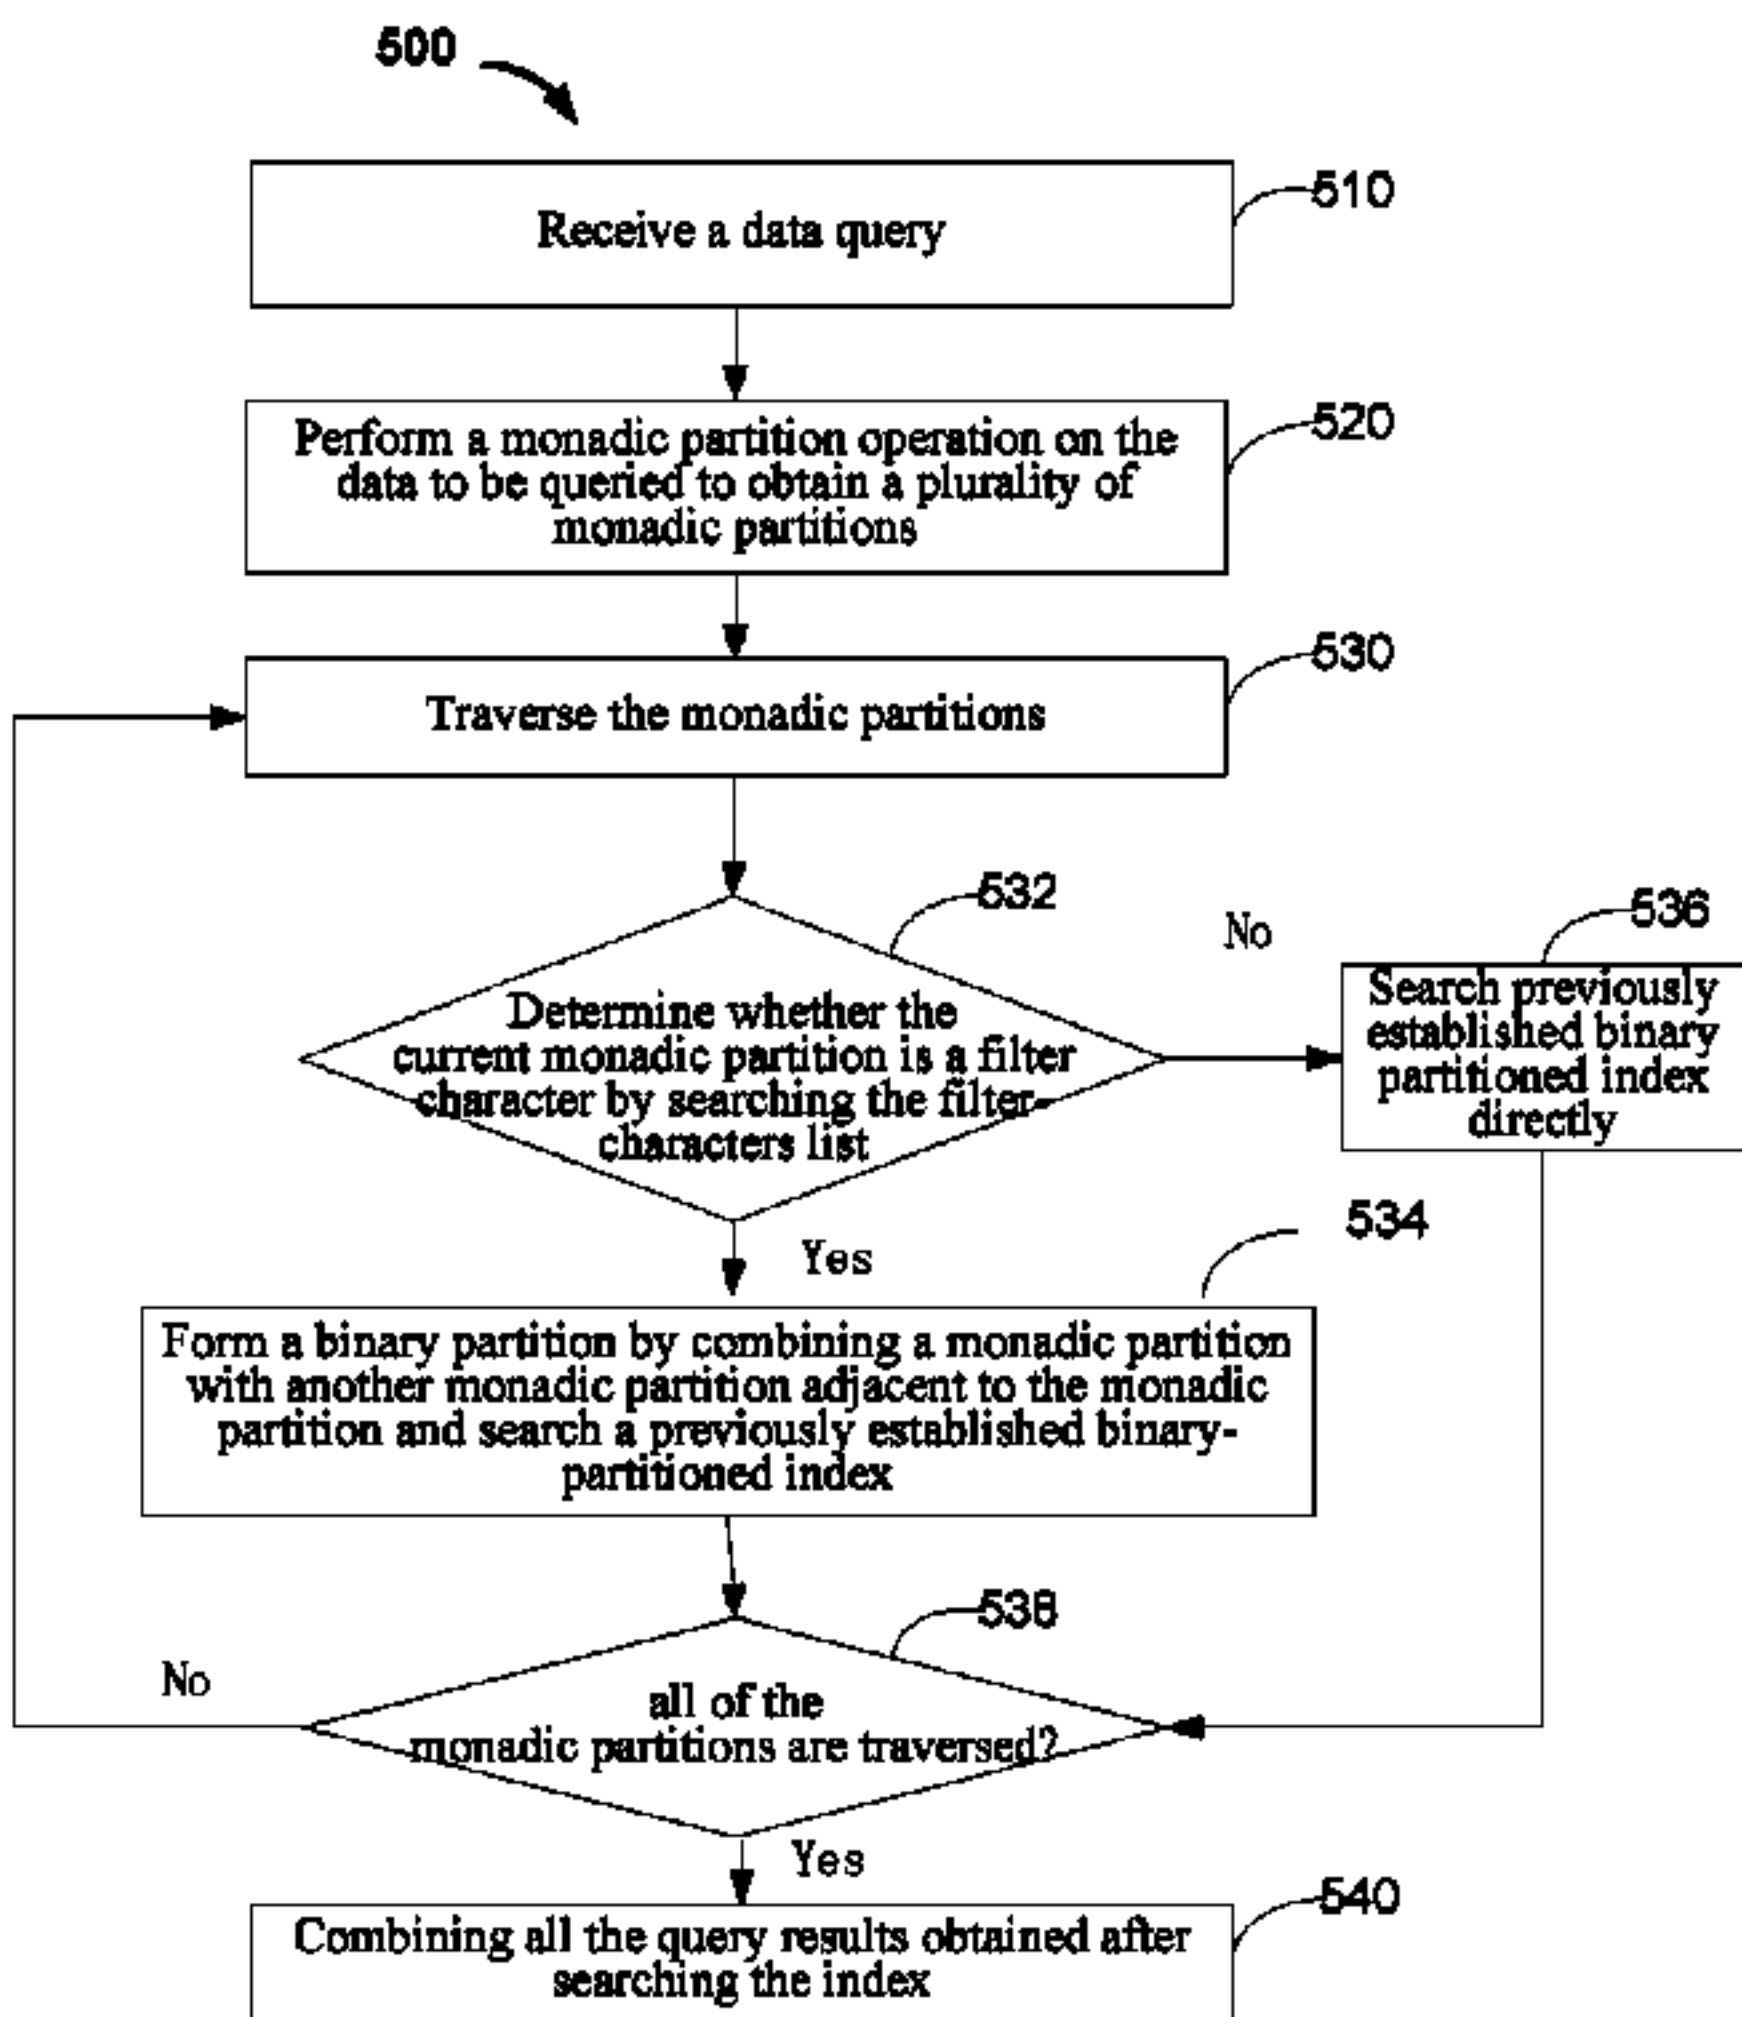 500
510
Receive a data query
520
Perform a monadic partition operation on the
data to be queried to obtain a plurality of
monadic partitions
530
Traverse the monadic partitions
532
No
536
Determine whether the
current monadic partition is a filter
character by searching the filter-
characters list
Search previously
established binary
partitioned index
directly
Yes
534
Form a binary partition by combining a monadic partition
with another monadic partition adjacent to the monadic
partition and search a previously established binary-
partitioned index
538
No
all of the
monadic partitions are traversed?
Yes
540
Combining all the query results obtained after
searching the index